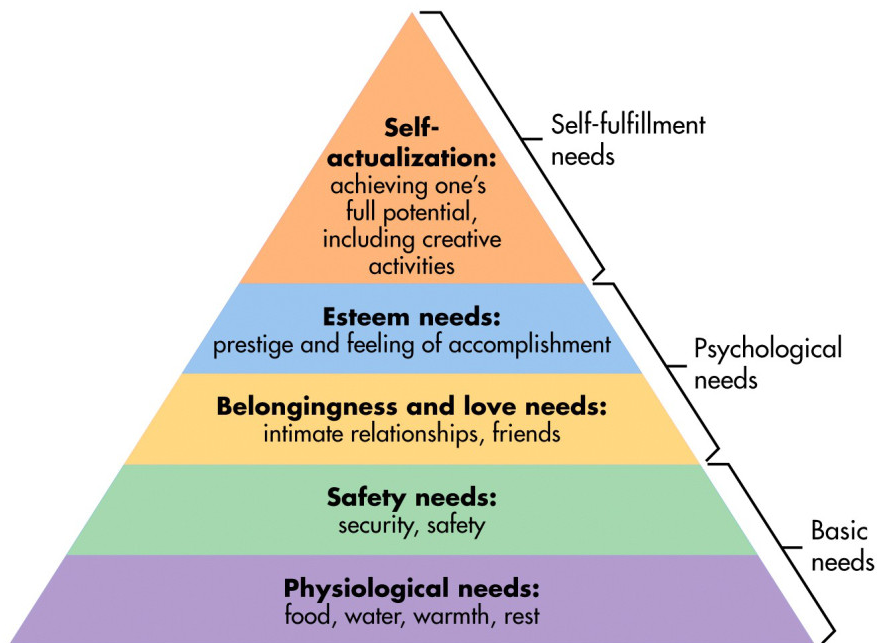 Self-
actualization:
achieving one's
full potential,
including creative
activities
Self-fulfillment
needs
Esteem needs:
prestige and feeling of accomplishment
Psychological
needs
Belongingness and love needs:
intimate relationships, friends
Safety needs:
security, safety
Basic
needs
Physiological needs:
food, water, warmth, rest